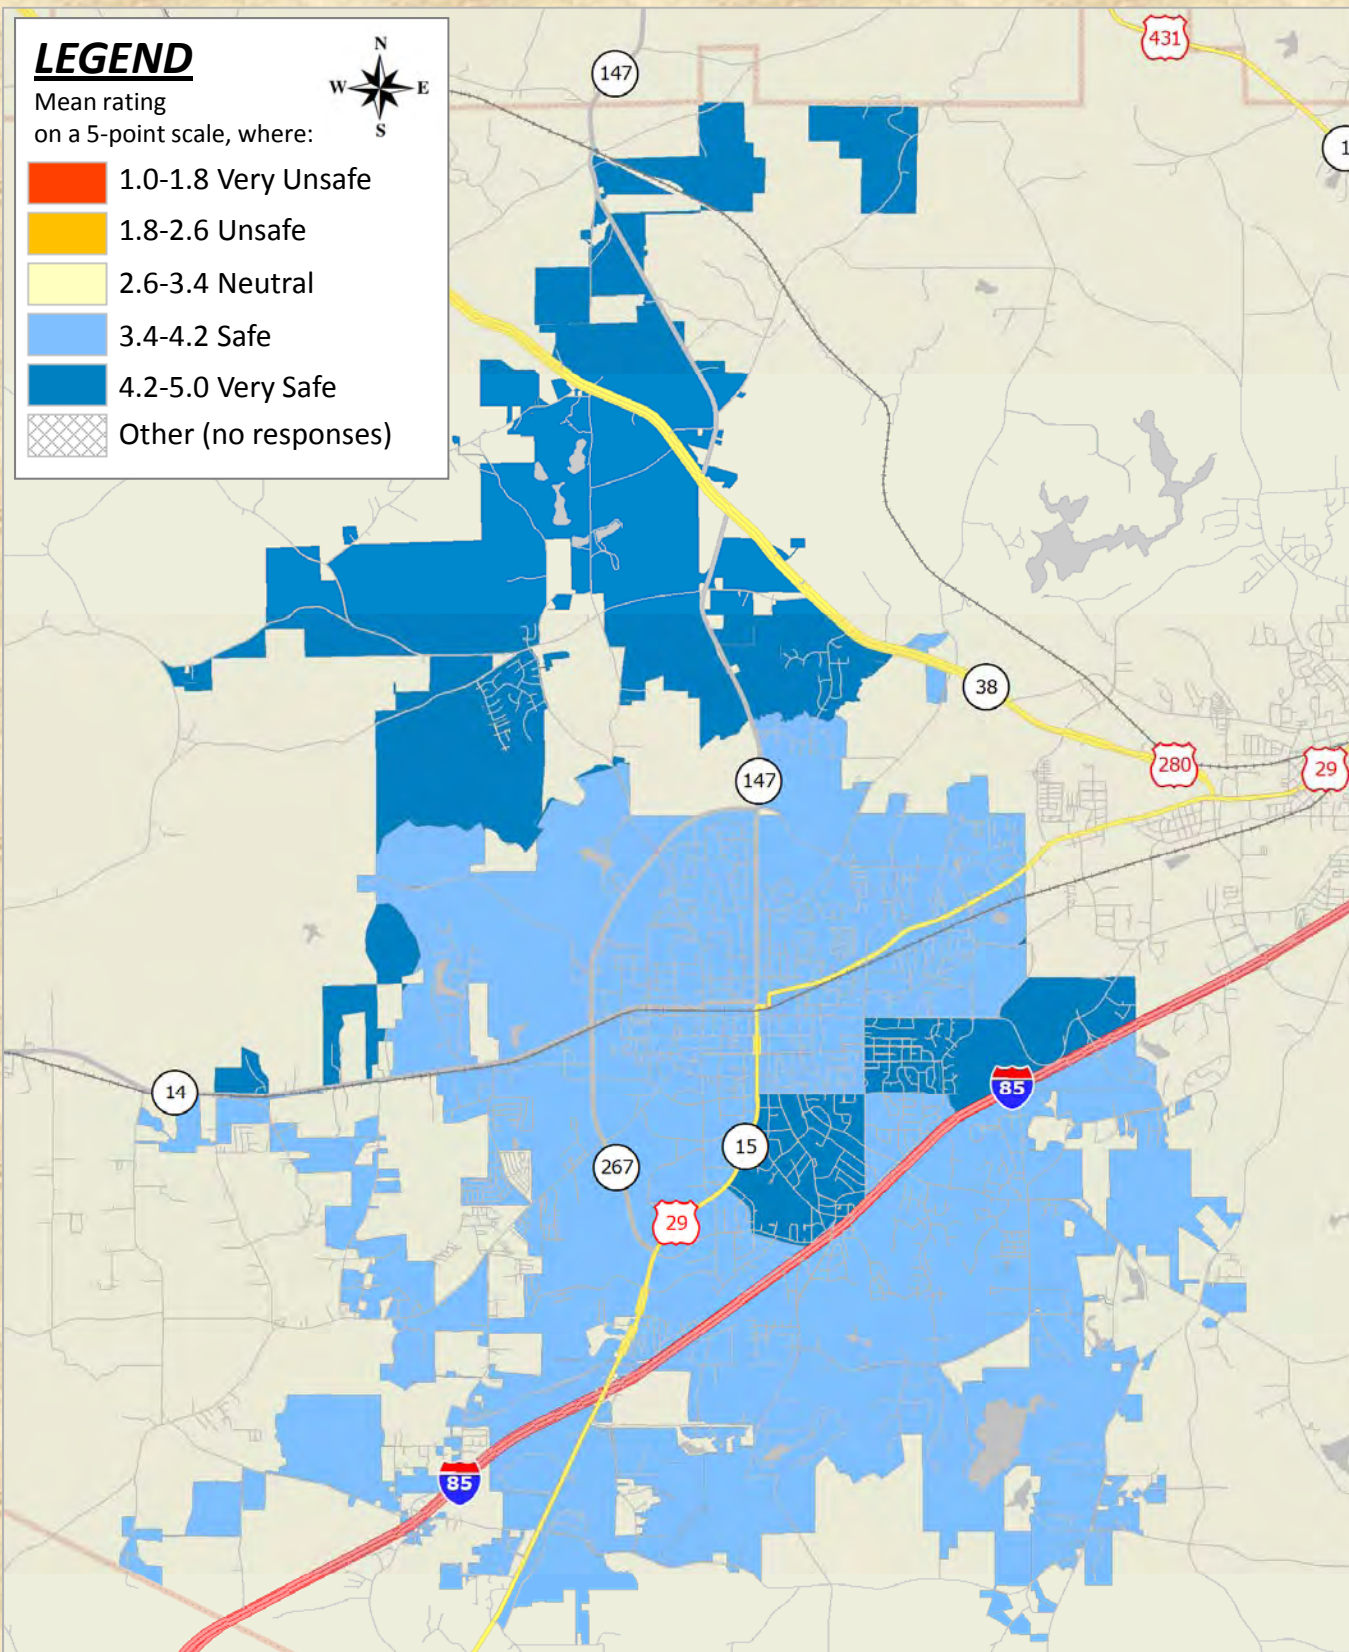 LEGEND
N
W E
S
Mean rating
on a 5-point scale, where:
1.0-1.8 Very Unsafe
1.8-2.6 Unsafe
2.6-3.4 Neutral
3.4-4.2 Safe
4.2-5.0 Very Safe
Other (no responses)
431
147
1
38
280
29
147
14
85
15
267
29
85